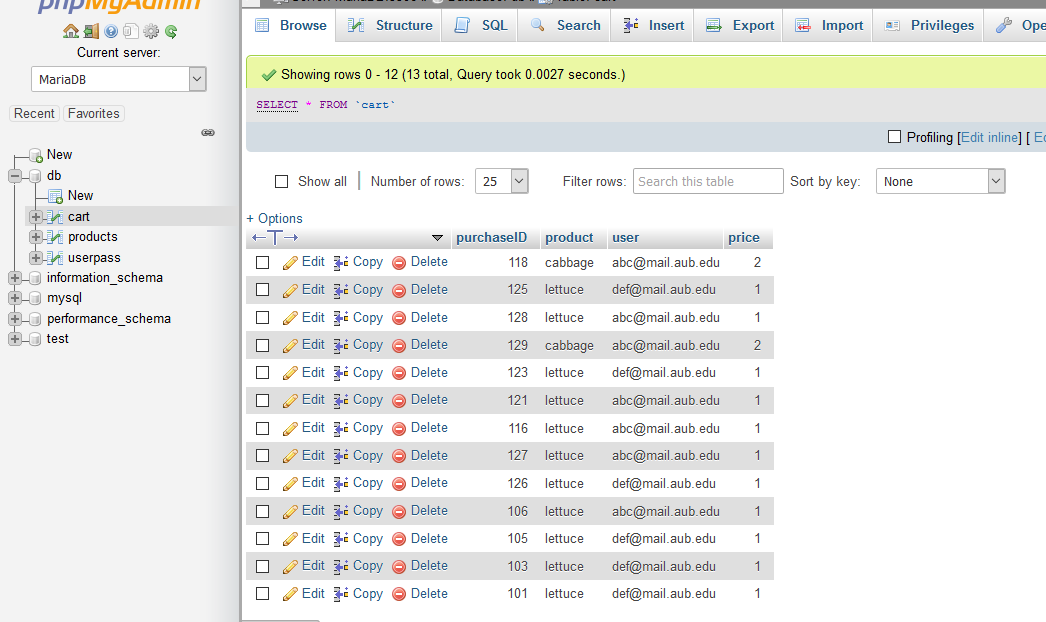 phpMyAdmin
Current server:
MariaDB
Recent Favorites
New
db
New
cart
products
userpass
information_schema
mysql
performance_schema
test
Browse Structure SQL Search Insert Export Import Privileges Ope
Showing rows 0 - 12 (13 total, Query took 0.0027 seconds.)
SELECT * FROM `cart`
Profiling [Edit inline] [ Ec
Show all | Number of rows: 25 Filter rows: Search this table Sort by key: None
+ Options
←T→ purchaseID product user price
Edit Copy Delete 118 cabbage abc@mail.aub.edu 2
Edit Copy Delete 125 lettuce def@mail.aub.edu 1
Edit Copy Delete 128 lettuce abc@mail.aub.edu 1
Edit Copy Delete 129 cabbage abc@mail.aub.edu 2
Edit Copy Delete 123 lettuce def@mail.aub.edu 1
Edit Copy Delete 121 lettuce abc@mail.aub.edu 1
Edit Copy Delete 116 lettuce abc@mail.aub.edu 1
Edit Copy Delete 127 lettuce abc@mail.aub.edu 1
Edit Copy Delete 126 lettuce def@mail.aub.edu 1
Edit Copy Delete 106 lettuce abc@mail.aub.edu 1
Edit Copy Delete 105 lettuce def@mail.aub.edu 1
Edit Copy Delete 103 lettuce def@mail.aub.edu 1
Edit Copy Delete 101 lettuce def@mail.aub.edu 1